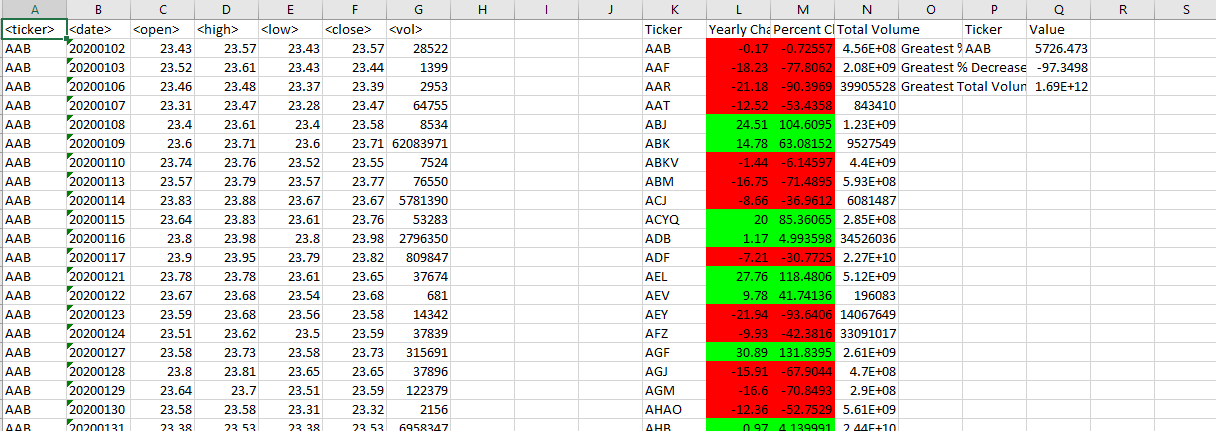 A B C D E F G H I J K L M N O P Q R S
<ticker> <date> <open> <high> <low> <close> <vol> Ticker Yearly Cha Percent Cl Total Volume Ticker Value
AAB 20200102 23.43 23.57 23.43 23.57 28522 AAB -0.17 -0.72557 4.56E+08 Greatest % AAB 5726.473
AAB 20200103 23.52 23.61 23.43 23.44 1399 AAF -18.23 -77.8062 2.08E+09 Greatest % Decrease -97.3498
AAB 20200106 23.46 23.48 23.37 23.39 2953 AAR -21.18 -90.3969 39905528 Greatest Total Volun 1.69E+12
AAB 20200107 23.31 23.47 23.28 23.47 64755 AAT -12.52 -53.4358 843410
AAB 20200108 23.4 23.61 23.4 23.58 8534 ABJ 24.51 104.6095 1.23E+09
AAB 20200109 23.6 23.71 23.6 23.71 62083971 ABK 14.78 63.08152 9527549
AAB 20200110 23.74 23.76 23.52 23.55 7524 ABKV -1.44 -6.14597 4.4E+09
AAB 20200113 23.57 23.79 23.57 23.77 76550 ABM -16.75 -71.4895 5.93E+08
AAB 20200114 23.83 23.88 23.67 23.67 5781390 ACJ -8.66 -36.9612 6081487
AAB 20200115 23.64 23.83 23.61 23.76 53283 ACYQ 20 85.36065 2.85E+08
AAB 20200116 23.8 23.98 23.8 23.98 2796350 ADB 1.17 4.993598 34526036
AAB 20200117 23.9 23.95 23.79 23.82 809847 ADF -7.21 -30.7725 2.27E+10
AAB 20200121 23.78 23.78 23.61 23.65 37674 AEL 27.76 118.4806 5.12E+09
AAB 20200122 23.67 23.68 23.54 23.68 681 AEV 9.78 41.74136 196083
AAB 20200123 23.59 23.68 23.56 23.58 14342 AEY -21.94 -93.6406 14067649
AAB 20200124 23.51 23.62 23.5 23.59 37839 AFZ -9.93 -42.3816 33091017
AAB 20200127 23.58 23.73 23.58 23.73 315691 AGF 30.89 131.8395 2.61E+09
AAB 20200128 23.8 23.81 23.65 23.65 37896 AGJ -15.91 -67.9044 4.7E+08
AAB 20200129 23.64 23.7 23.51 23.59 122379 AGM -16.6 -70.8493 2.9E+08
AAB 20200130 23.58 23.58 23.31 23.32 2156 AHAO -12.36 -52.7529 5.61E+09
AAB 20200131 23.38 23.53 23.38 23.53 6958347 AHB 0.97 4.139991 2.44E+10